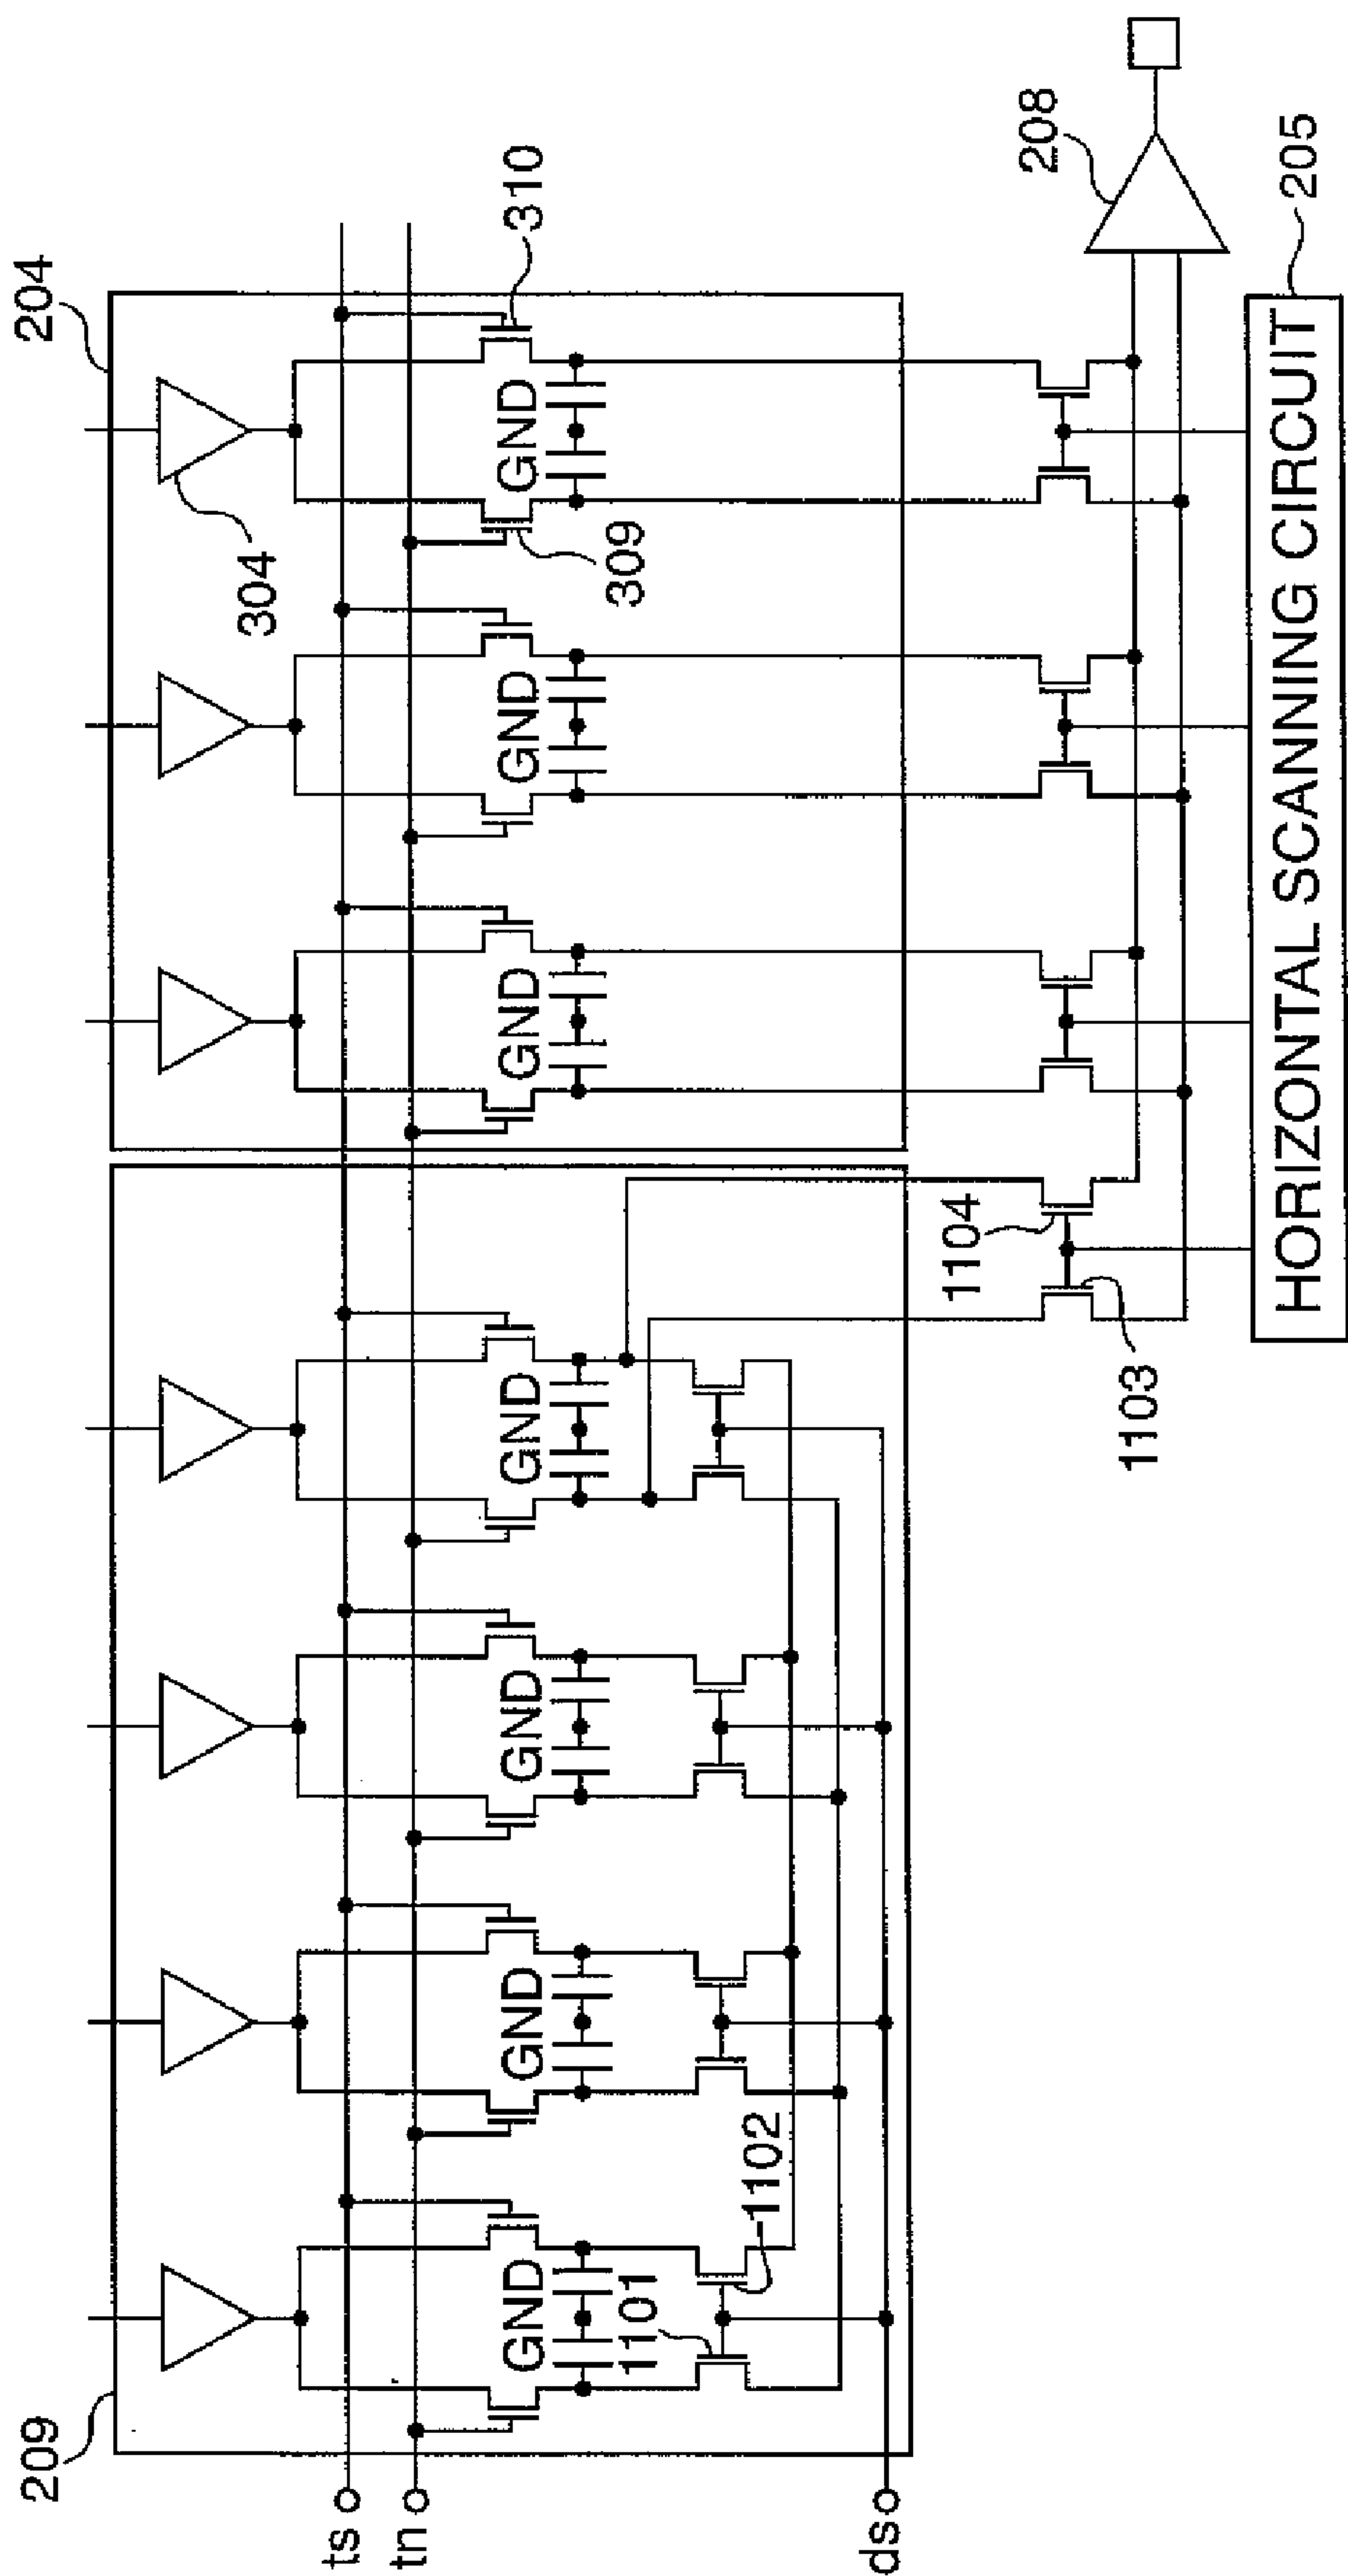 209
204
304
310
309
GND
GND
GND
GND
GND
GND
GND
ts
tn
ds
1101
1102
1103
1104
208
205
HORIZONTAL SCANNING CIRCUIT